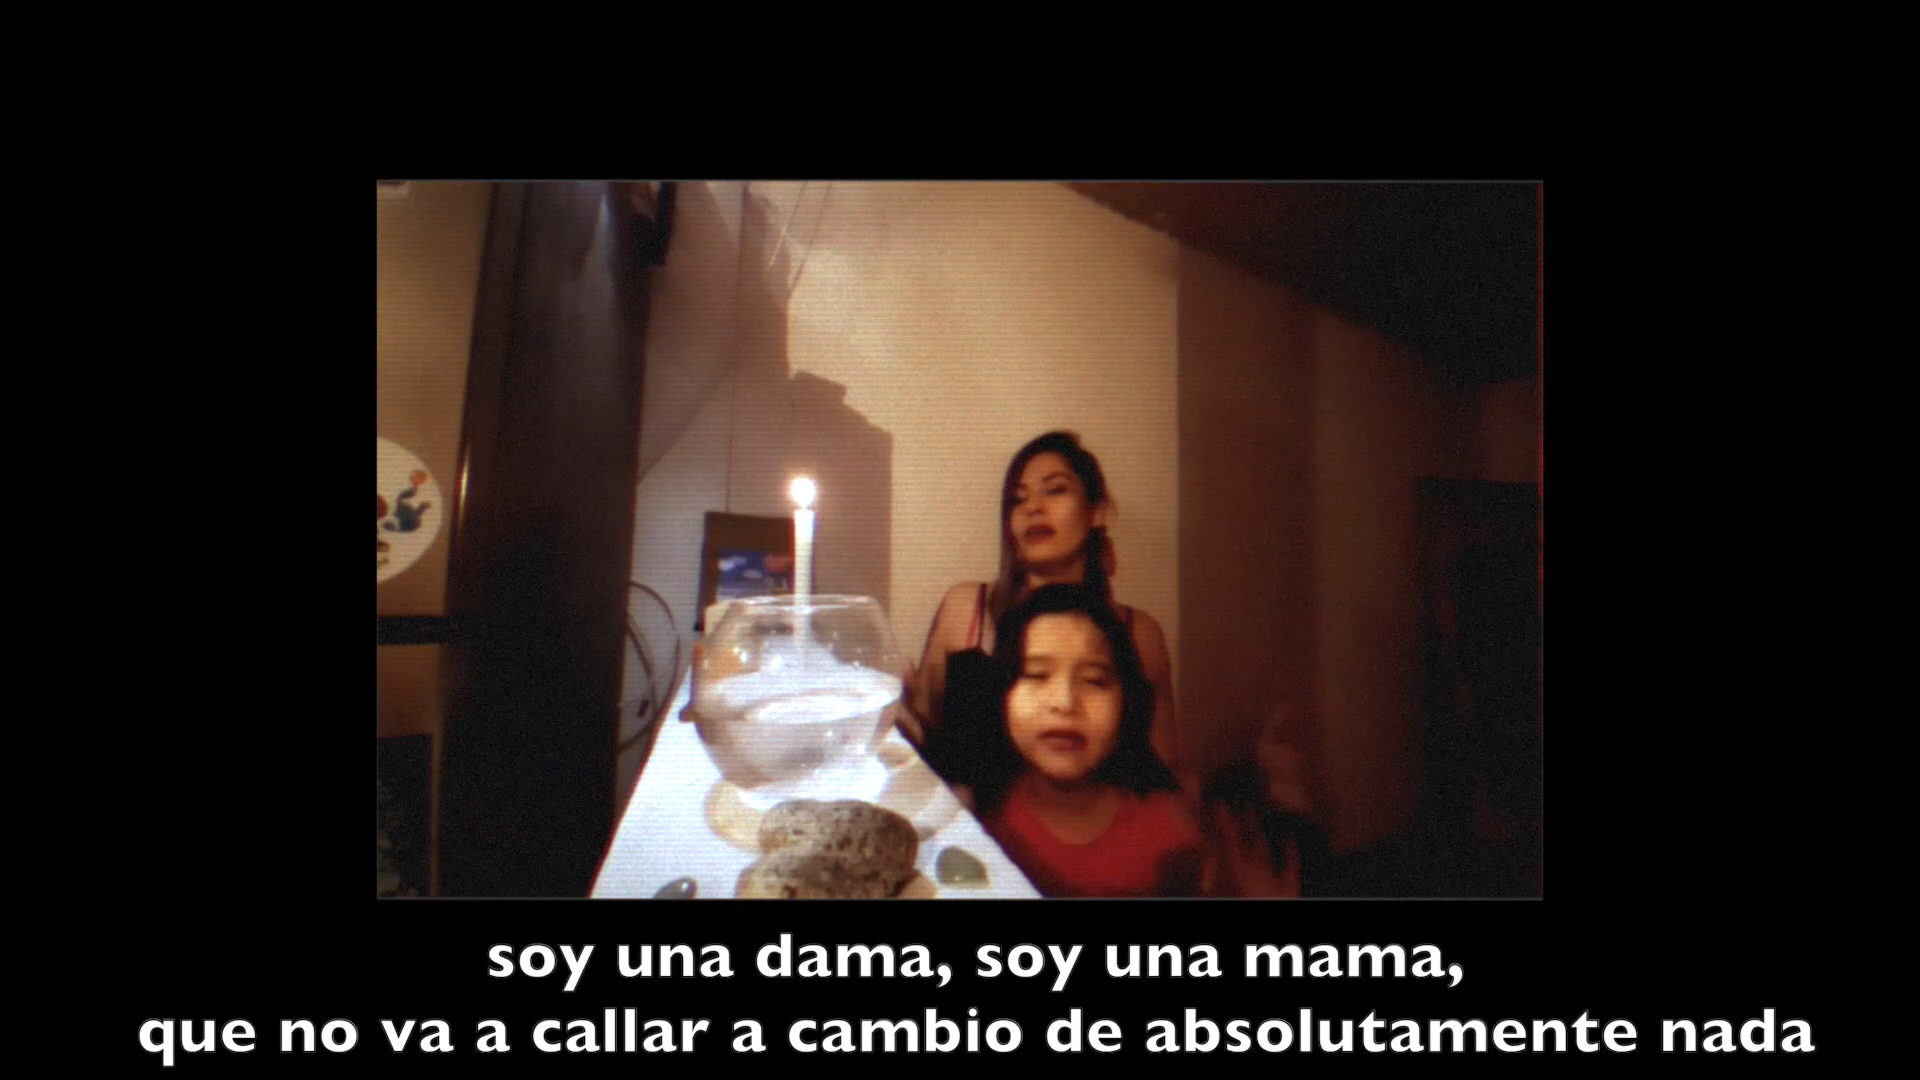 soy una dama, soy una mama,
que no va a callar a cambio de absolutamente nada